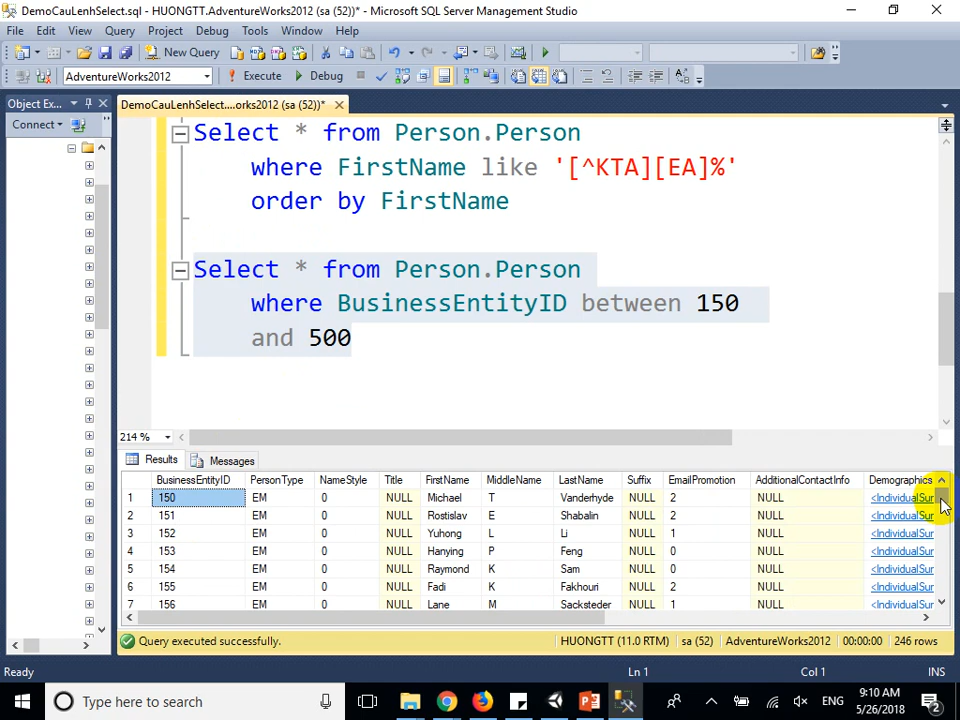 DemoCauLenhSelect.sql - HUONGTT.AdventureWorks2012 (sa (52))* - Microsoft SQL Server Management Studio
File Edit View Query Project Debug Tools Window Help
New Query
AdventureWorks2012 Execute Debug
Object Ex... DemoCauLenhSelect....orks2012 (sa (52))*
Connect
Select * from Person.Person
where FirstName like '[^KTA][EA]%'
order by FirstName
Select * from Person.Person
where BusinessEntityID between 150
and 500
214 %
Results Messages
BusinessEntityID PersonType NameStyle Title FirstName MiddleName LastName Suffix EmailPromotion AdditionalContactInfo Demographics
1 150 EM 0 NULL Michael T Vanderhyde NULL 2 NULL <IndividualSur
2 151 EM 0 NULL Rostislav E Shabalin NULL 2 NULL <IndividualSur
3 152 EM 0 NULL Yuhong L Li NULL 1 NULL <IndividualSur
4 153 EM 0 NULL Hanying P Feng NULL 0 NULL <IndividualSur
5 154 EM 0 NULL Raymond K Sam NULL 0 NULL <IndividualSur
6 155 EM 0 NULL Fadi K Fakhouri NULL 2 NULL <IndividualSur
7 156 EM 0 NULL Lane M Sacksteder NULL 1 NULL <IndividualSur
Query executed successfully. HUONGTT (11.0 RTM) sa (52) AdventureWorks2012 00:00:00 246 rows
Ready Ln 1 Col 1 INS
Type here to search ENG 9:10 AM
5/26/2018 2